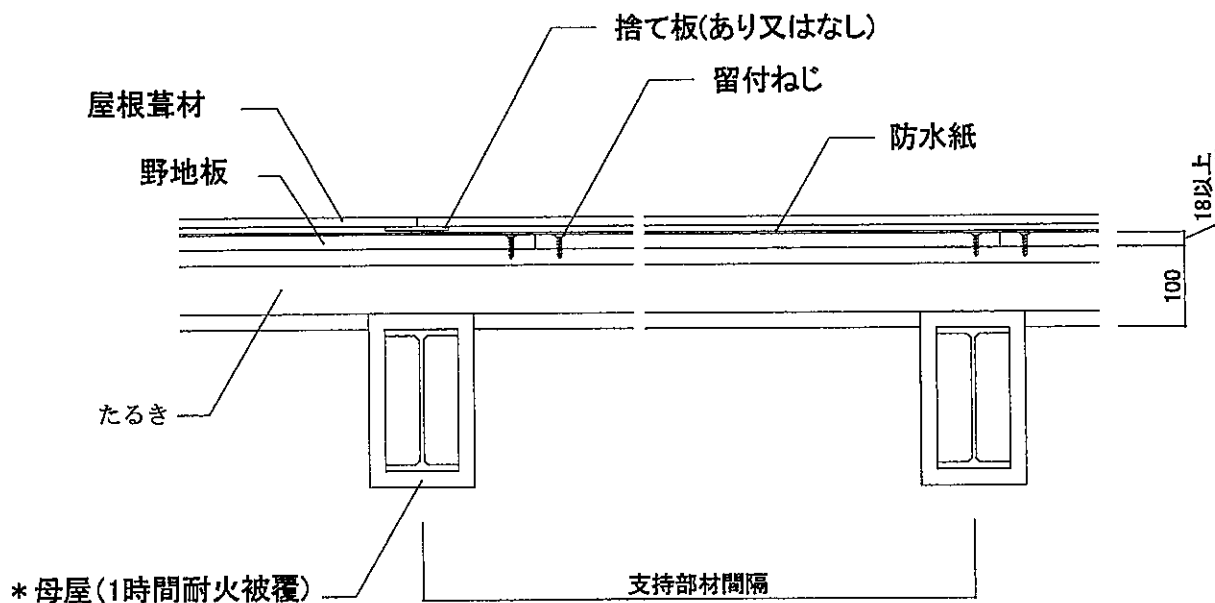 捨て板(あり又はなし)
留付ねじ
屋根葺材
防水紙
野地板
18以上
100
たるき
＊母屋(1時間耐火被覆)
支持部材間隔